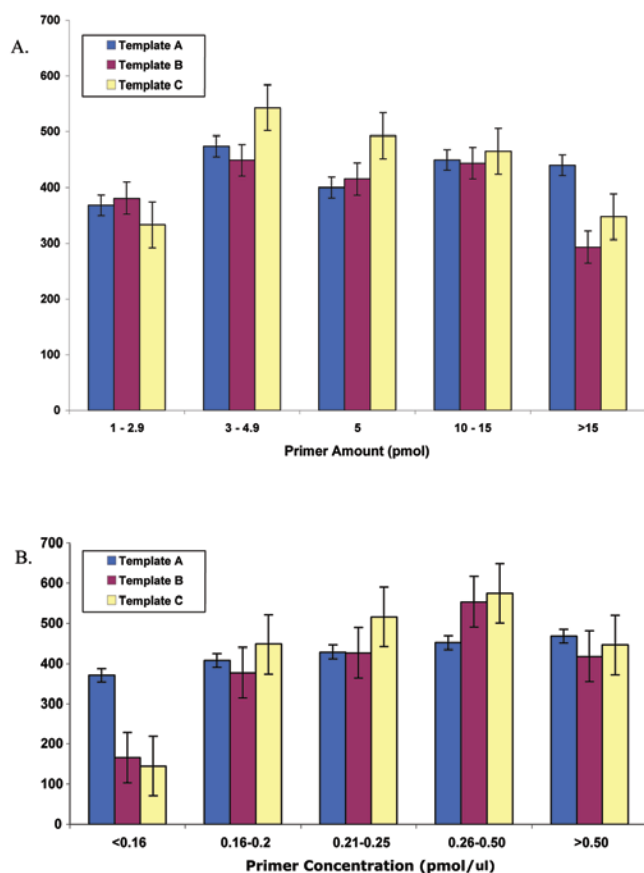 A.
700
600
500
400
300
200
100
0
Template A
Template B
Template C
1 - 2.9 3 - 4.9 5 10 - 15 >15
Primer Amount (pmol)
B.
700
600
500
400
300
200
100
0
Template A
Template B
Template C
<0.16 0.16-0.2 0.21-0.25 0.26-0.50 >0.50
Primer Concentration (pmol/ul)